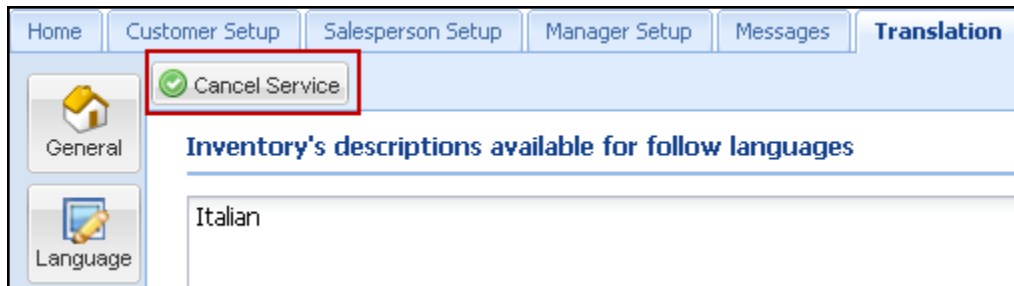 Home Customer Setup Salesperson Setup Manager Setup Messages Translation
Cancel Service
General
Inventory's descriptions available for follow languages
Italian
Language